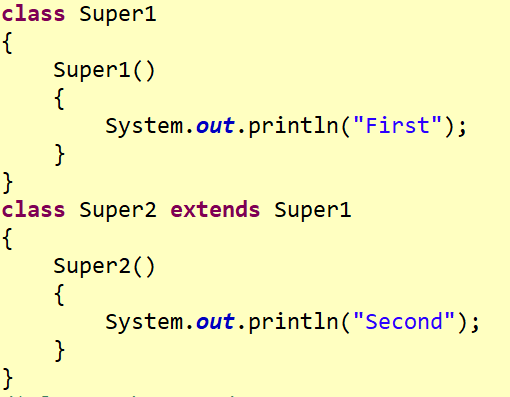 class Super1
{
    Super1()
    {
        System.out.println("First");
    }
}
class Super2 extends Super1
{
    Super2()
    {
        System.out.println("Second");
    }
}